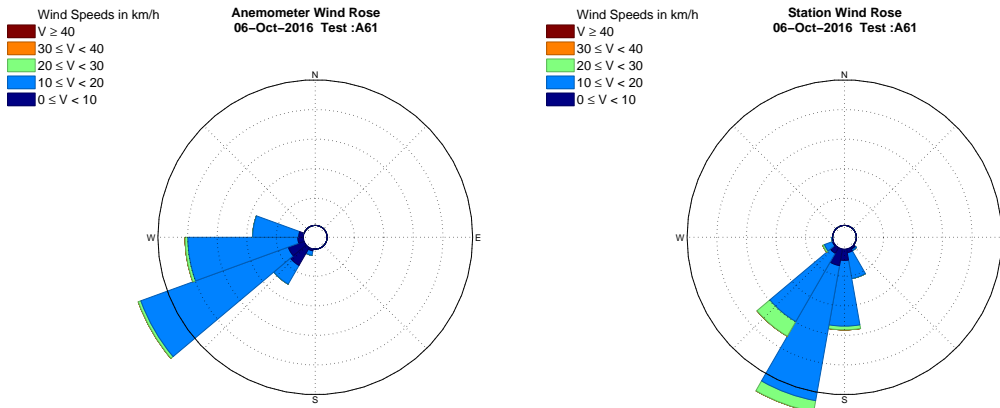 Wind Speeds in km/h
V ≥ 40
30 ≤ V < 40
20 ≤ V < 30
10 ≤ V < 20
0 ≤ V < 10
Anemometer Wind Rose
06−Oct−2016 Test :A61
N
W
E
S
Wind Speeds in km/h
V ≥ 40
30 ≤ V < 40
20 ≤ V < 30
10 ≤ V < 20
0 ≤ V < 10
Station Wind Rose
06−Oct−2016 Test :A61
N
W
S